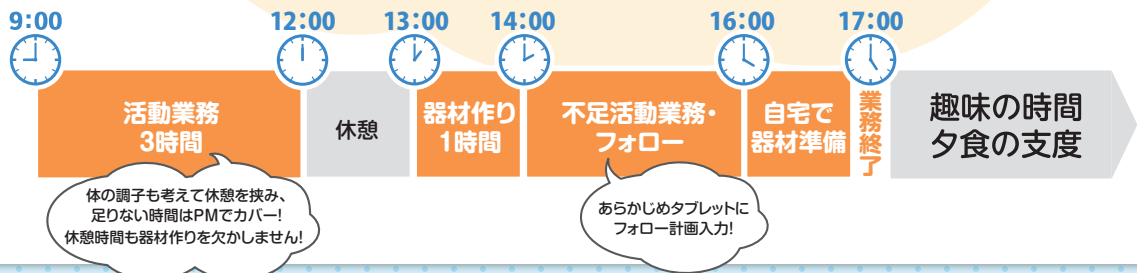 9:00
12:00
13:00
14:00
16:00
17:00
活動業務
3時間
休憩
器材作り
1時間
不足活動業務・
フォロー
自宅で
器材準備
業務終了
趣味の時間
夕食の支度
体の調子も考えて休憩を挟み、
足りない時間はPMでカバー!
休憩時間も器材作りを欠かしません!
あらかじめタブレットに
フォロー計画入力!